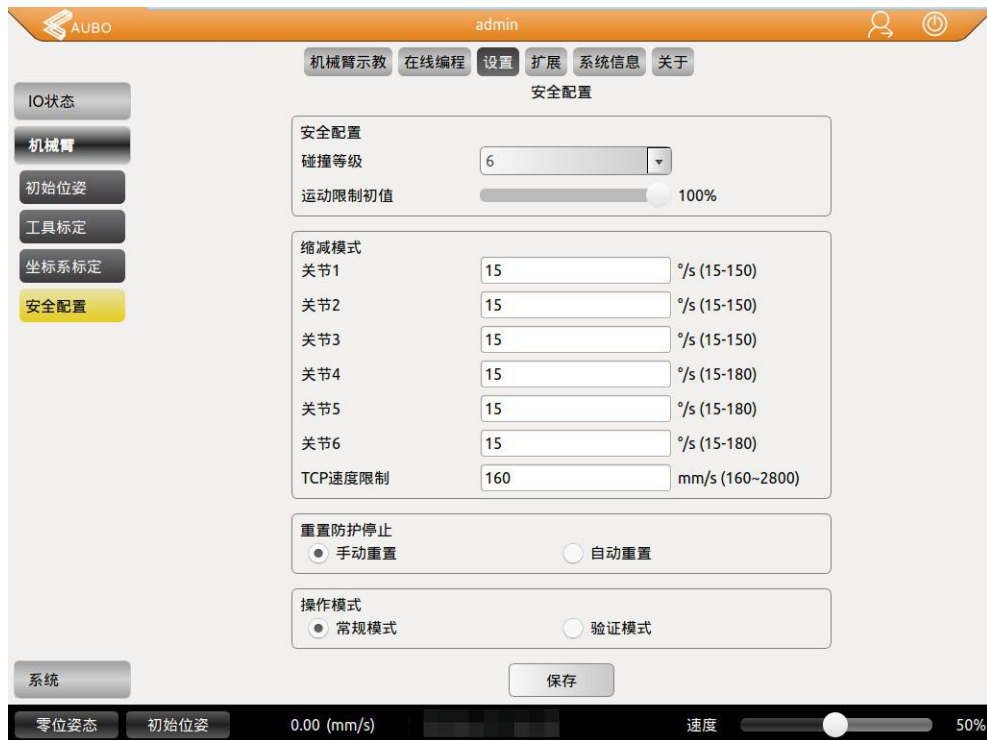 AUBO
admin
机械臂示教 在线编程 设置 扩展 系统信息 关于
安全配置
IO状态
机械臂
初始位姿
工具标定
坐标系标定
安全配置
安全配置
碰撞等级 6
运动限制初值 100%
缩减模式
关节1 15 °/s (15-150)
关节2 15 °/s (15-150)
关节3 15 °/s (15-150)
关节4 15 °/s (15-180)
关节5 15 °/s (15-180)
关节6 15 °/s (15-180)
TCP速度限制 160 mm/s (160~2800)
重置防护停止
手动重置 自动重置
操作模式
常规模式 验证模式
系统 保存
零位姿态 初始位姿 0.00 (mm/s) 速度 50%